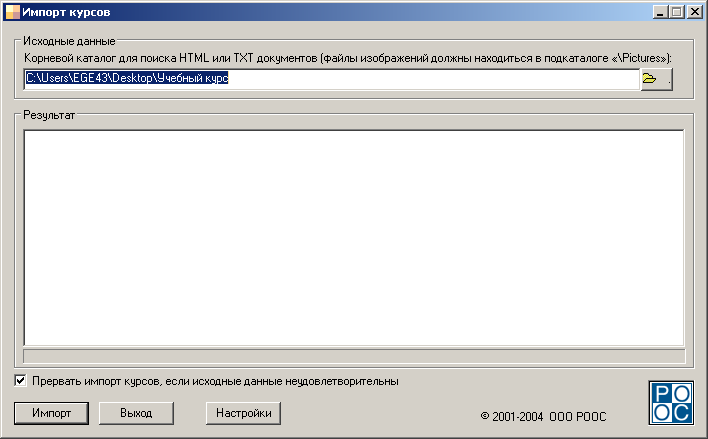 Импорт курсов
Исходные данные
Корневой каталог для поиска HTML или TXT документов (файлы изображений должны находиться в подкаталоге «\Pictures»):
C:\Users\EGE43\Desktop\Учебный курс
Результат
Прервать импорт курсов, если исходные данные неудовлетворительны
Импорт Выход Настройки
© 2001-2004 ООО РООС
РО
ОС